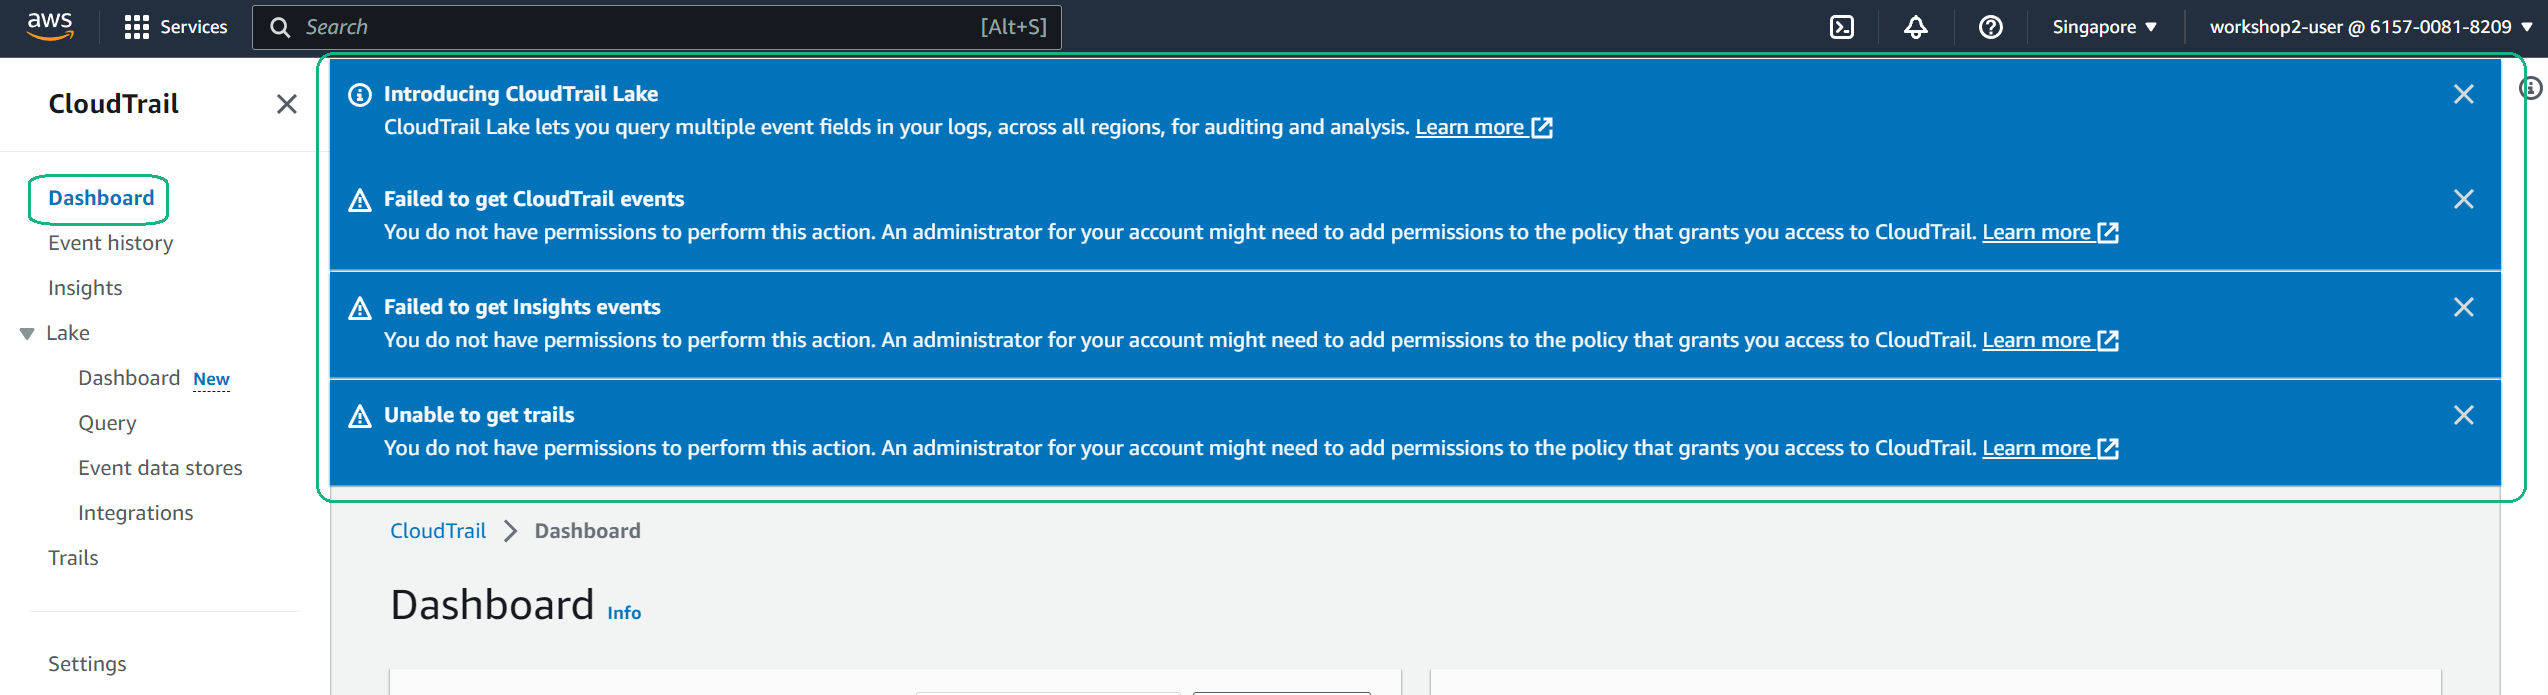 aws
Services
Search
[Alt+S]
Singapore
workshop2-user @ 6157-0081-8209
CloudTrail
Dashboard
Event history
Insights
Lake
Dashboard New
Query
Event data stores
Integrations
Trails
Settings
Introducing CloudTrail Lake
CloudTrail Lake lets you query multiple event fields in your logs, across all regions, for auditing and analysis. Learn more
Failed to get CloudTrail events
You do not have permissions to perform this action. An administrator for your account might need to add permissions to the policy that grants you access to CloudTrail. Learn more
Failed to get Insights events
You do not have permissions to perform this action. An administrator for your account might need to add permissions to the policy that grants you access to CloudTrail. Learn more
Unable to get trails
You do not have permissions to perform this action. An administrator for your account might need to add permissions to the policy that grants you access to CloudTrail. Learn more
CloudTrail Dashboard
Dashboard Info